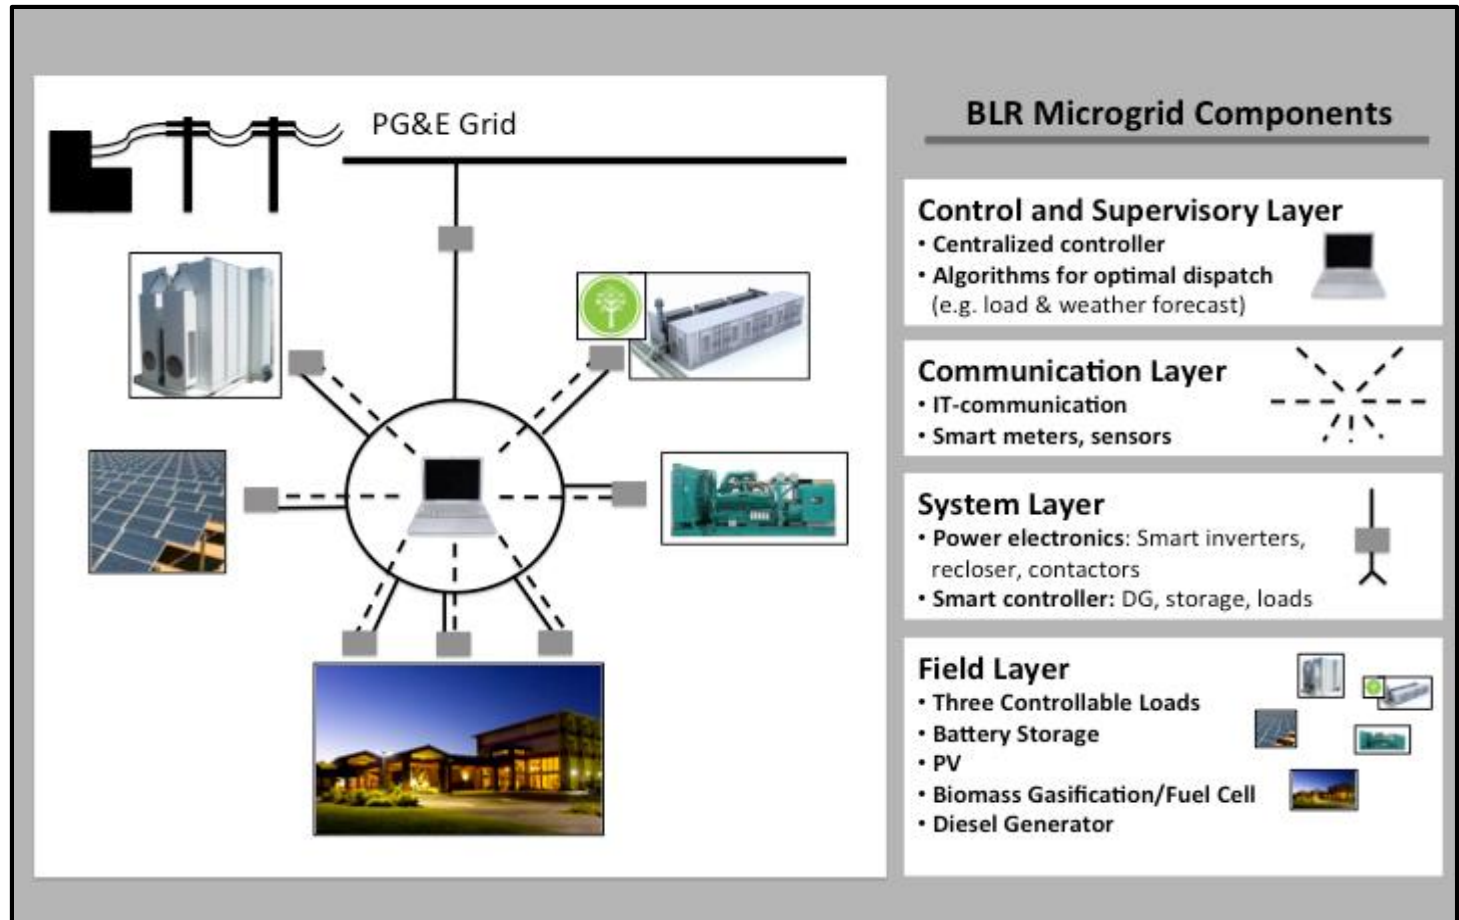 PG&E Grid
BLR Microgrid Components
Control and Supervisory Layer
• Centralized controller
• Algorithms for optimal dispatch
(e.g. load & weather forecast)
Communication Layer
• IT-communication
• Smart meters, sensors
System Layer
• Power electronics: Smart inverters,
recloser, contactors
• Smart controller: DG, storage, loads
Field Layer
• Three Controllable Loads
• Battery Storage
• PV
• Biomass Gasification/Fuel Cell
• Diesel Generator